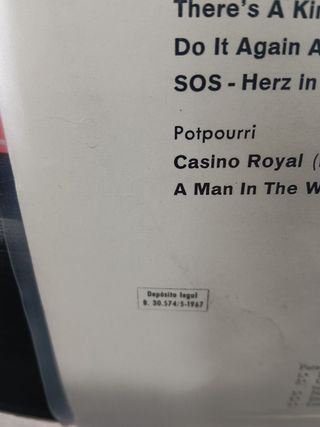 There's A
Do It Again
SOS - Herz in
Potpourri
Casino Royal
A Man In The
Depósito legal
B. 30.574/5-1967